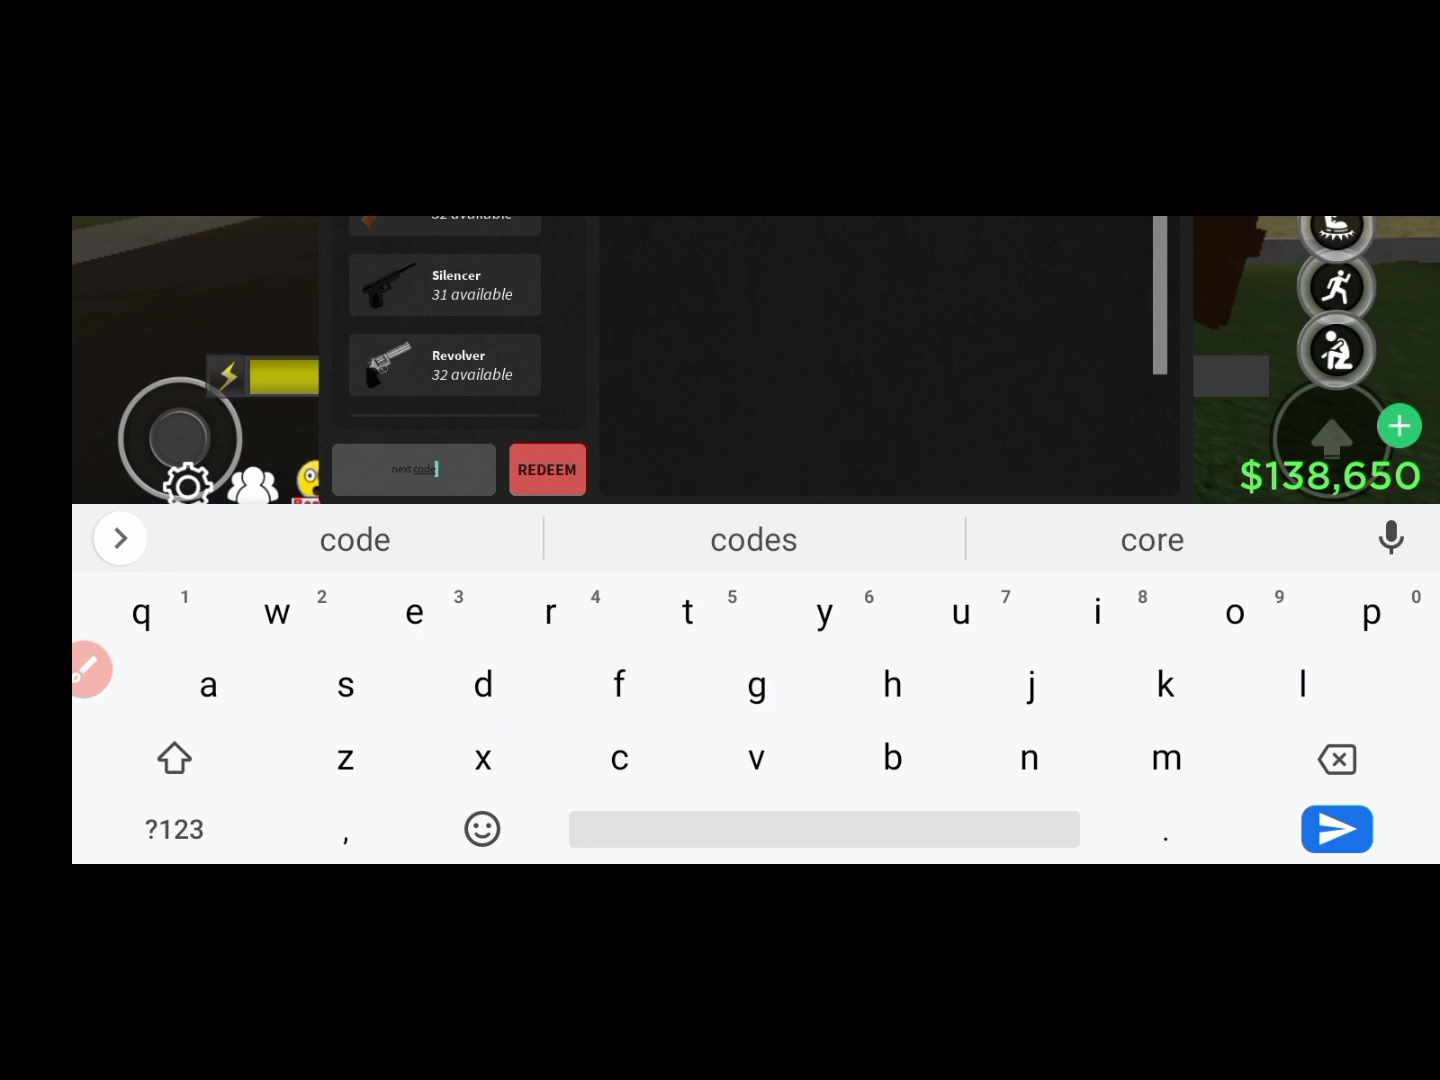 Silencer
31 available
Revolver
32 available
next code
REDEEM
$138,650
code codes core
q 1 w 2 e 3 r 4 t 5 y 6 u 7 i 8 o 9 p 0
a s d f g h j k l
z x c v b n m
?123 , .